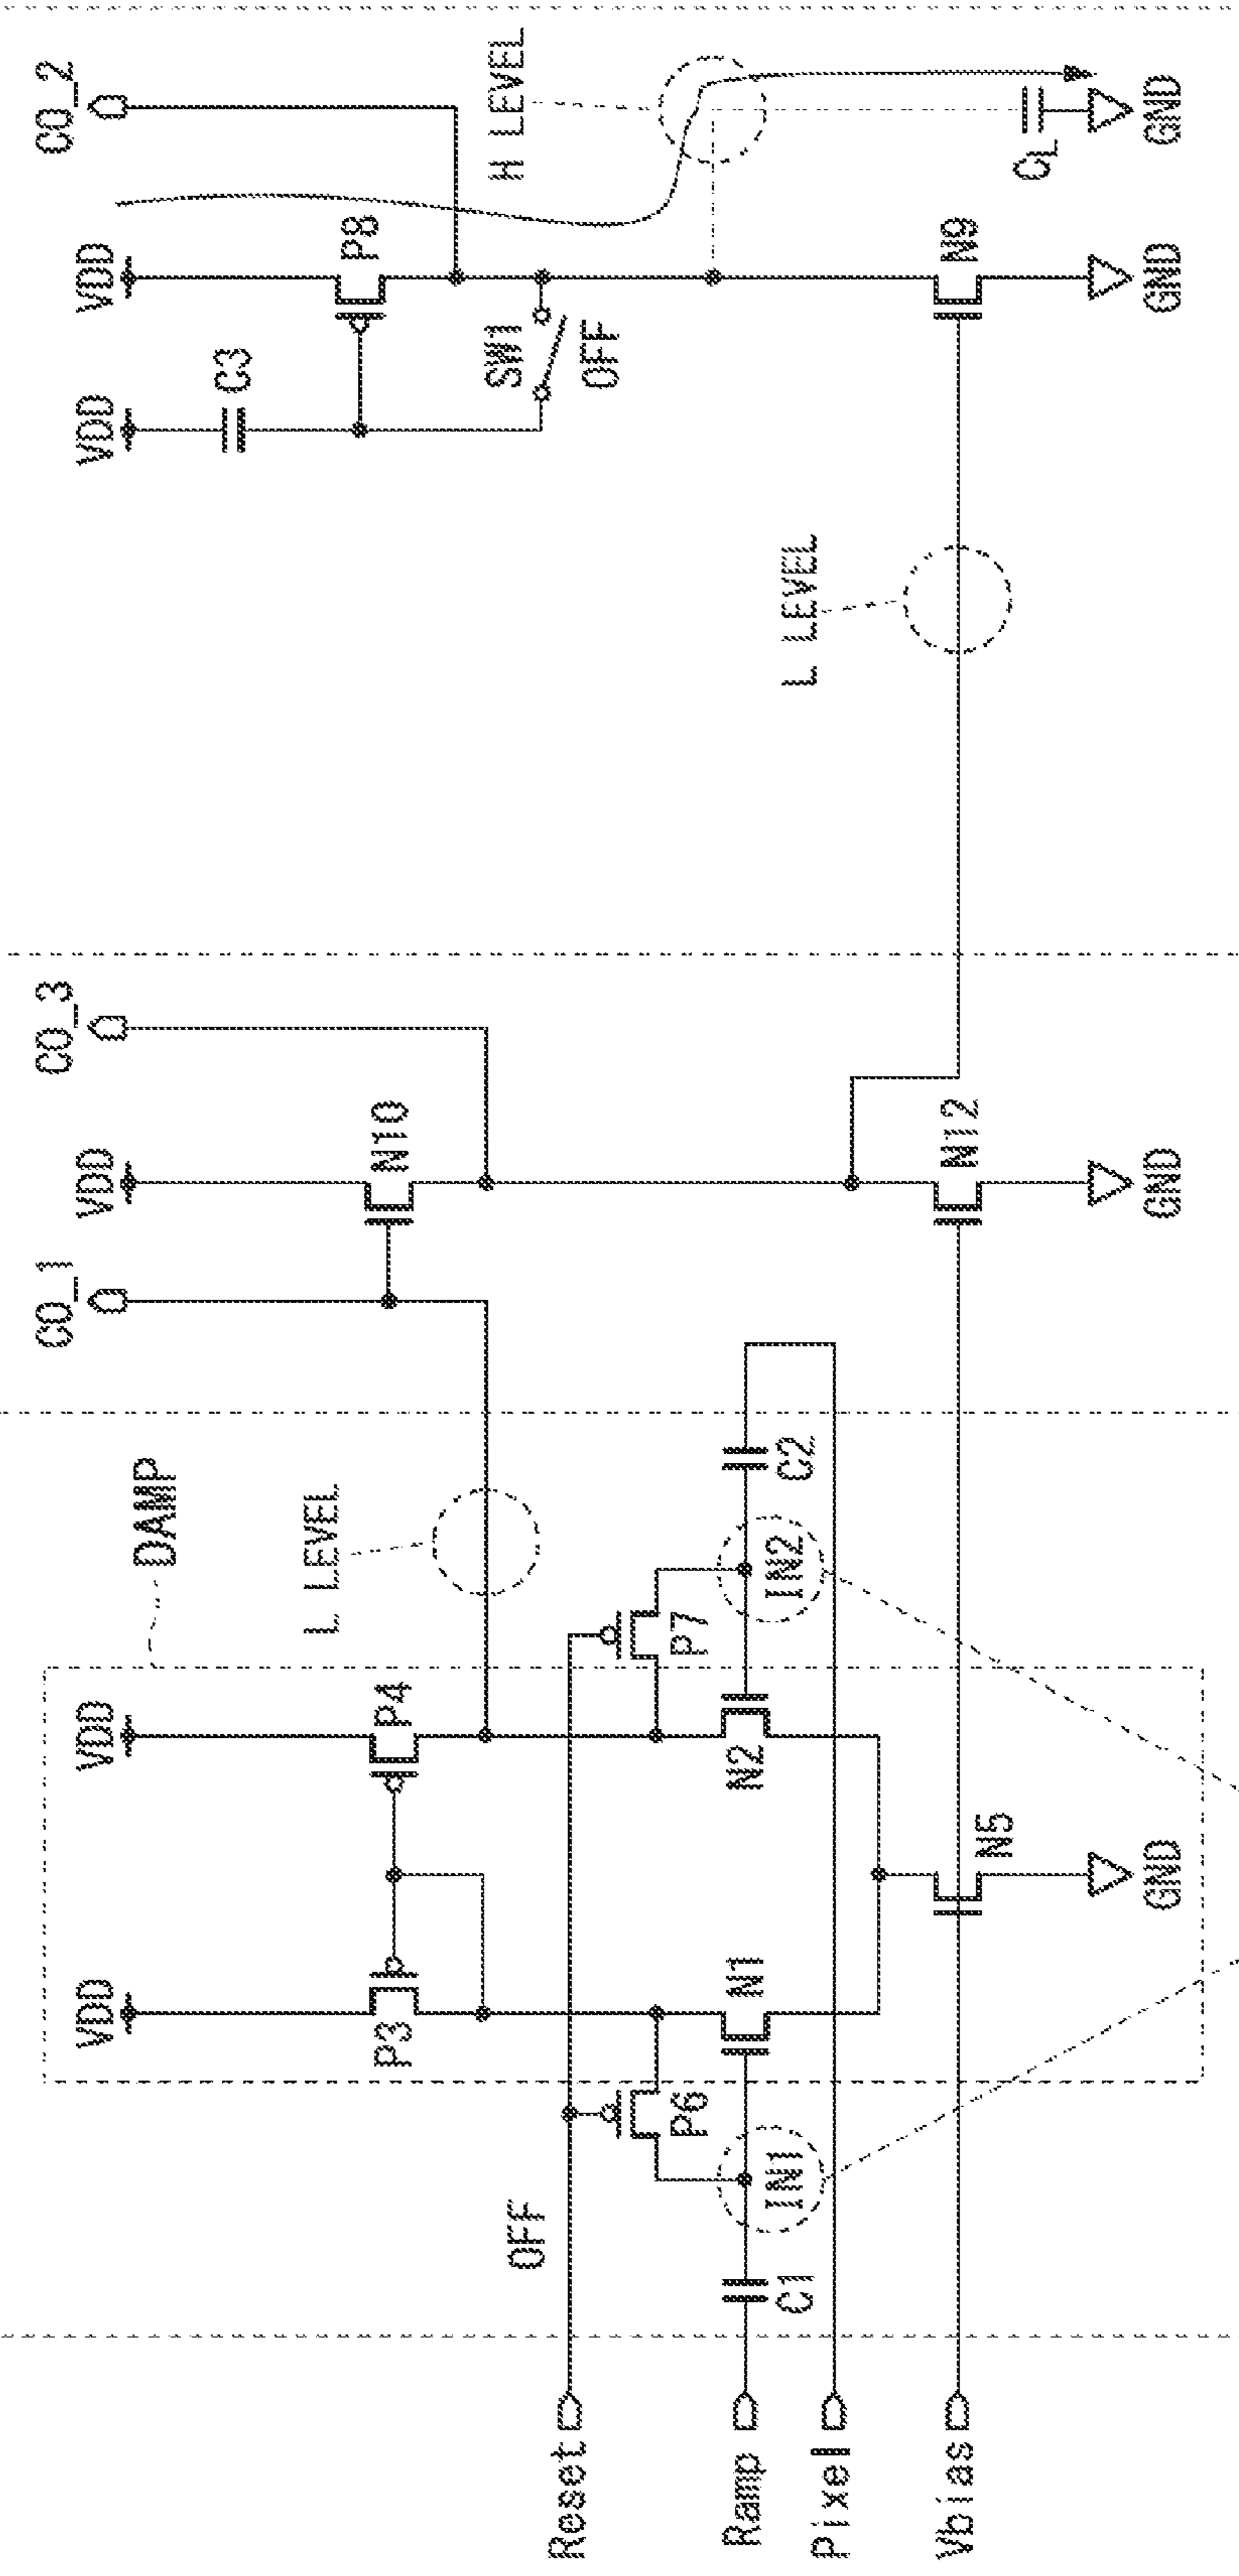 CO_1
CO_3
CO_2
DAMP
VDD
VDD
VDD
VDD
VDD
C3
P3
P4
N10
P8
L LEVEL
H LEVEL
OFF
SW1
OFF
Reset
P6
P7
Ramp
C1
IN1
N1
N2
IN2
C2
L LEVEL
Pixel
Vbias
N5
N12
N9
CL
GND
GND
GND
GND